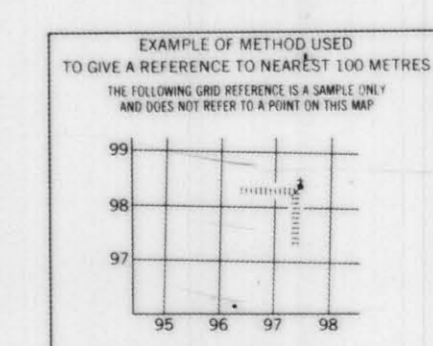 EXAMPLE OF METHOD USED
TO GIVE A REFERENCE TO NEAREST 100 METRES
THE FOLLOWING GRID REFERENCE IS A SAMPLE ONLY
AND DOES NOT REFER TO A POINT ON THIS MAP
99
98
97
95 96 97 98